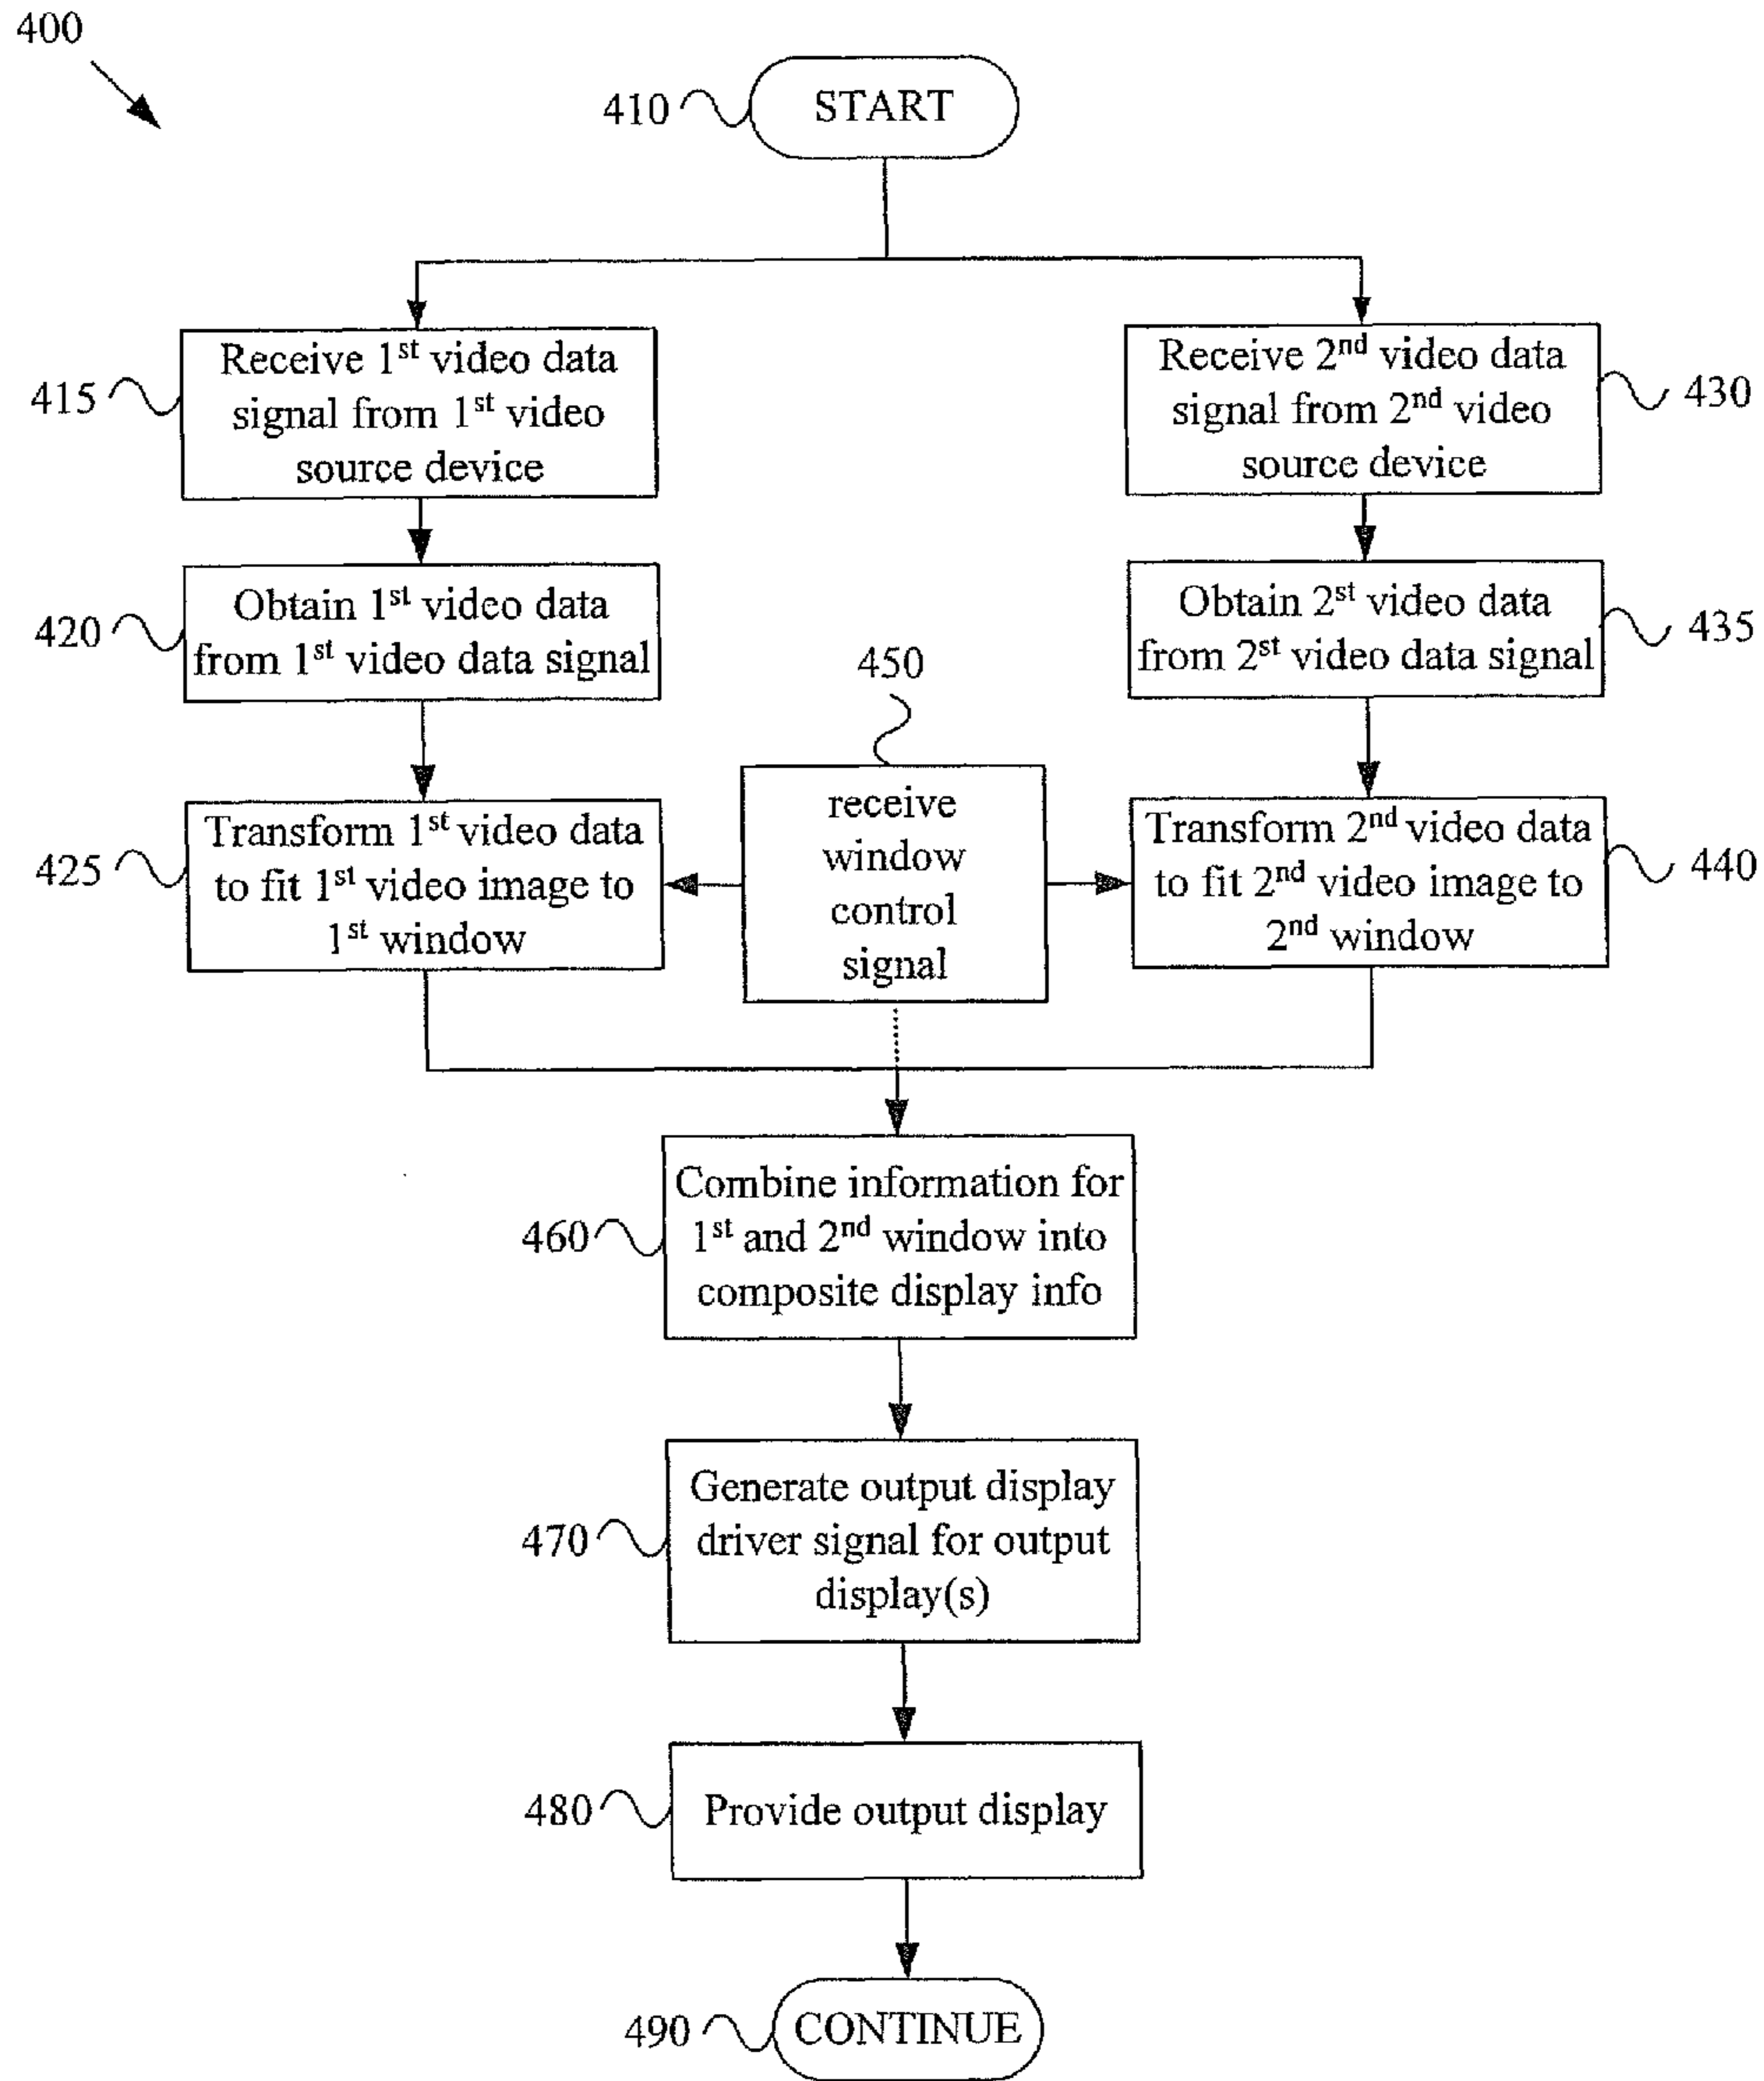 400
410
START
415
Receive 1st video data
signal from 1st video
source device
Receive 2nd video data
signal from 2nd video
source device
430
420
Obtain 1st video data
from 1st video data signal
Obtain 2st video data
from 2st video data signal
435
450
receive
window
control
signal
425
Transform 1st video data
to fit 1st video image to
1st window
Transform 2nd video data
to fit 2nd video image to
2nd window
440
460
Combine information for
1st and 2nd window into
composite display info
470
Generate output display
driver signal for output
display(s)
480
Provide output display
490
CONTINUE